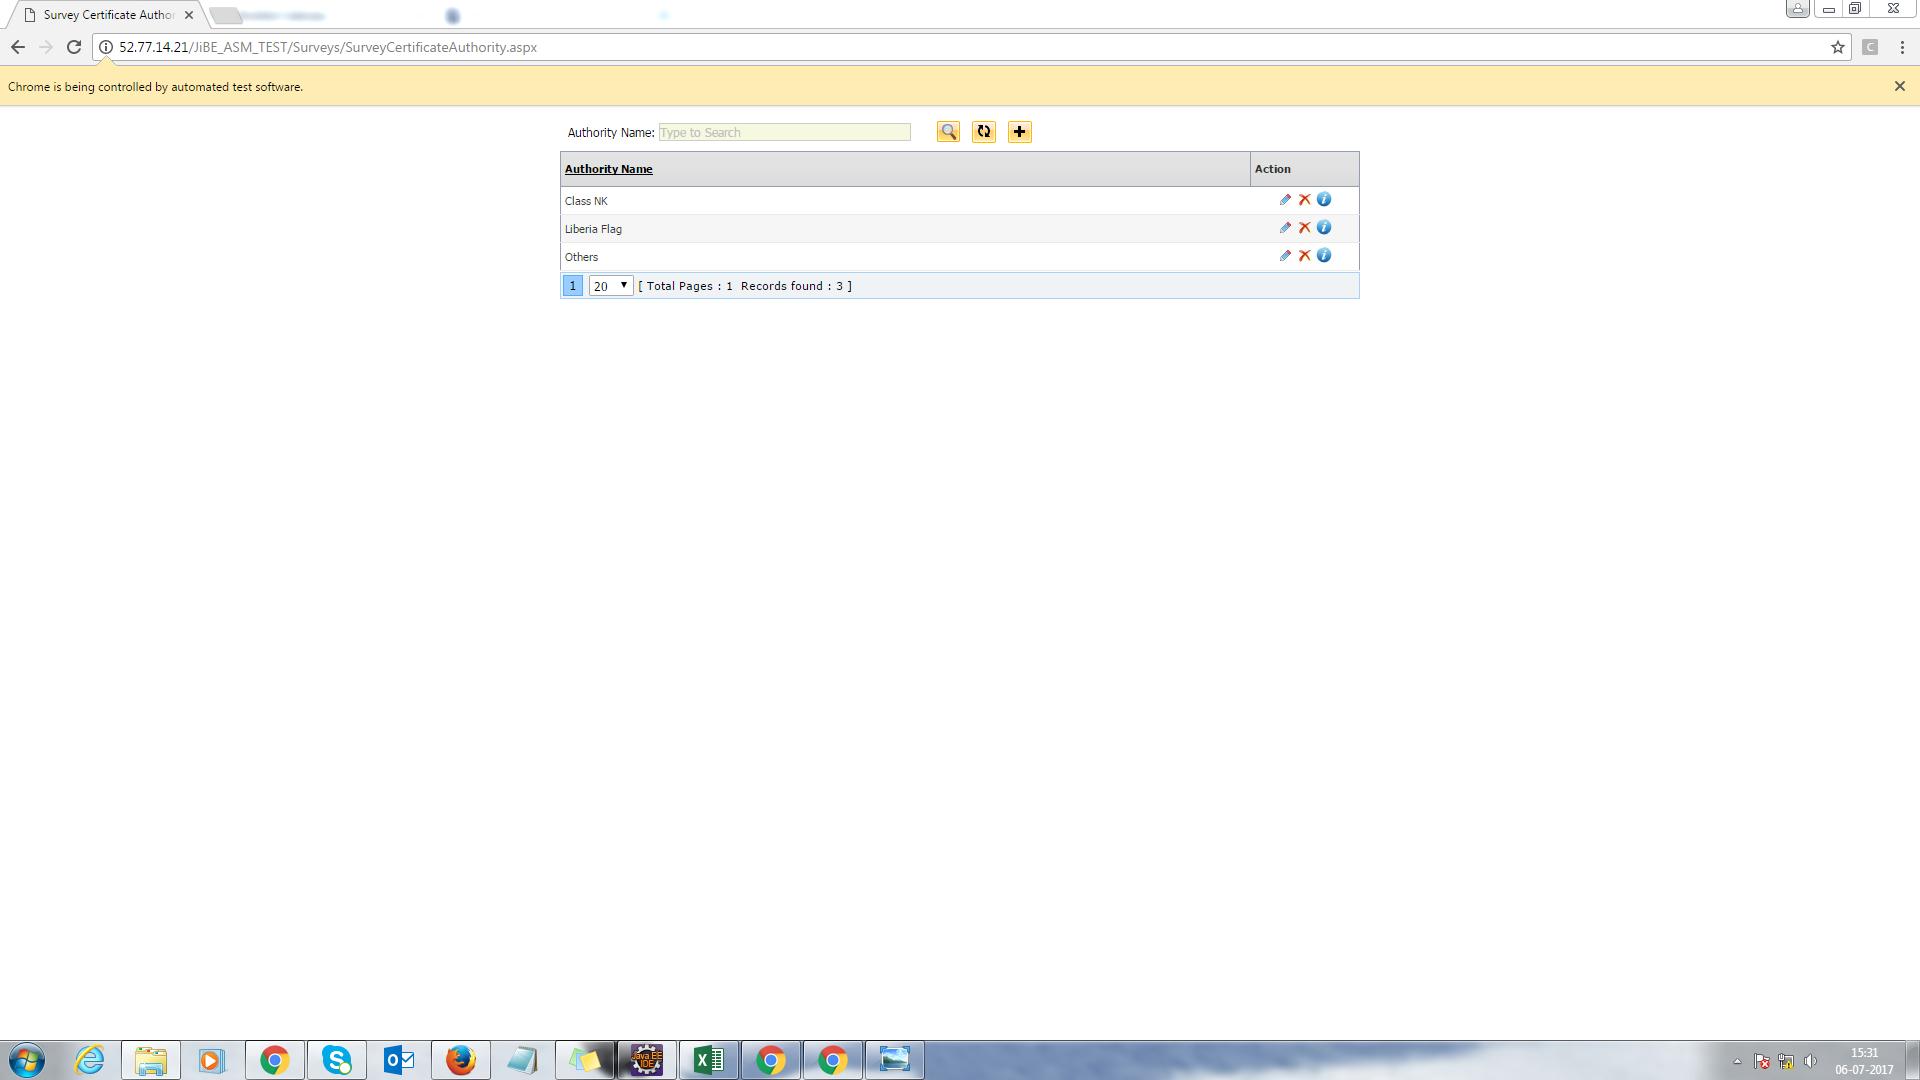 Survey Certificate Autho
52.77.14.21/JiBE_ASM_TEST/Surveys/SurveyCertificateAuthority.aspx
C
Chrome is being controlled by automated test software.
Authority Name: Type to Search
Authority Name Action
Class NK
Liberia Flag
Others
1 20 [ Total Pages : 1 Records found : 3 ]
Java EE
IDE
15:31
06-07-2017